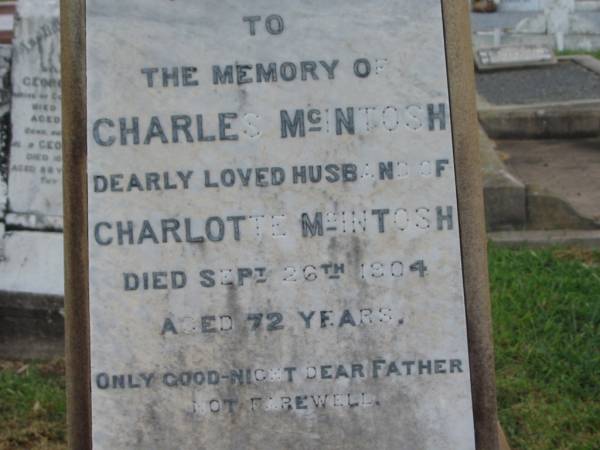 TO
THE MEMORY OF
CHARLES McINTOSH
DEARLY LOVED HUSBAND OF
CHARLOTTE McINTOSH
DIED SEPT 26TH 1904
AGED 72 YEARS.
ONLY GOOD-NIGHT DEAR FATHER
NOT FAREWELL.